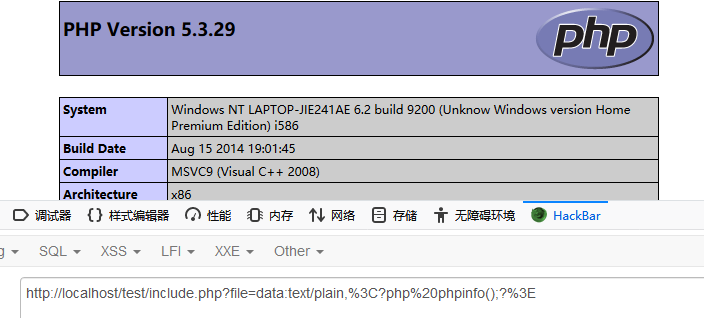 PHP Version 5.3.29
php
System
Windows NT LAPTOP-JIE241AE 6.2 build 9200 (Unknow Windows version Home
Premium Edition) i586
Build Date
Aug 15 2014 19:01:45
Compiler
MSVC9 (Visual C++ 2008)
Architecture
x86
调试器
样式编辑器
性能
内存
网络
存储
无障碍环境
HackBar
g
SQL
XSS
LFI
XXE
Other
http://localhost/test/include.php?file=data:text/plain,%3C?php%20phpinfo();?%3E